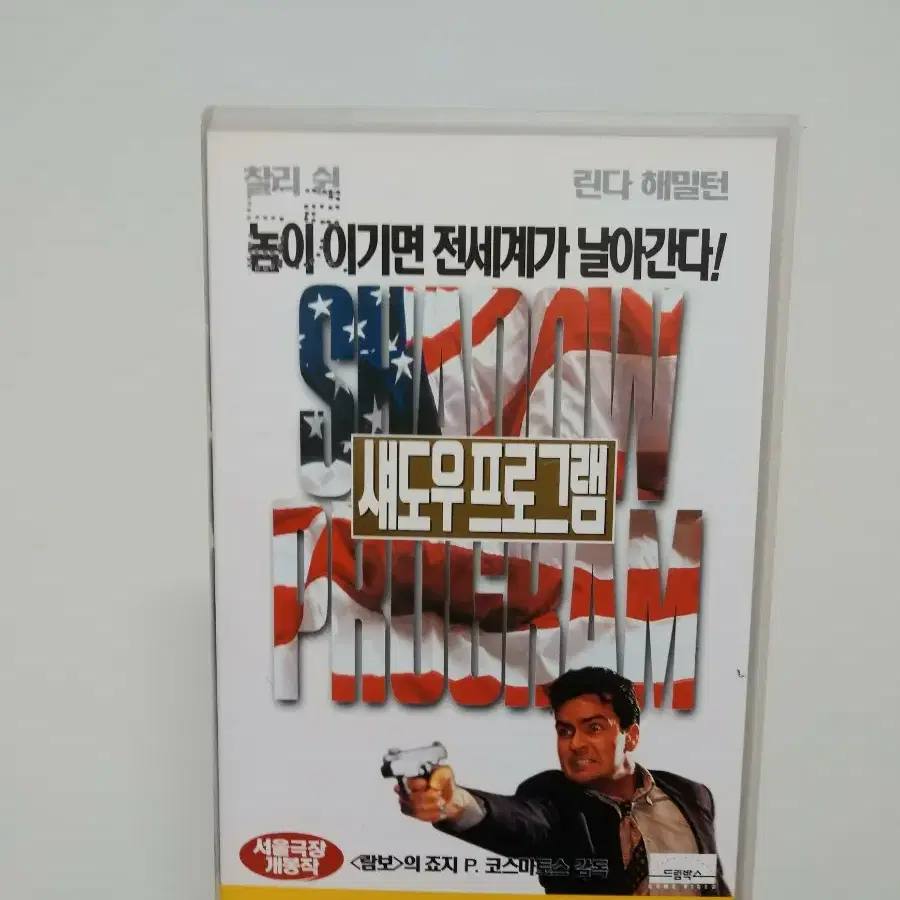 찰리 쉰 린다 해밀턴
놈이 이기면 전세계가 날아간다!
SHADOW
섀도우 프로그램
PROGRAM
서울극장
개봉작
<람보>의 죠지 P. 코스마토스 감독
드림박스
HOME VIDEO